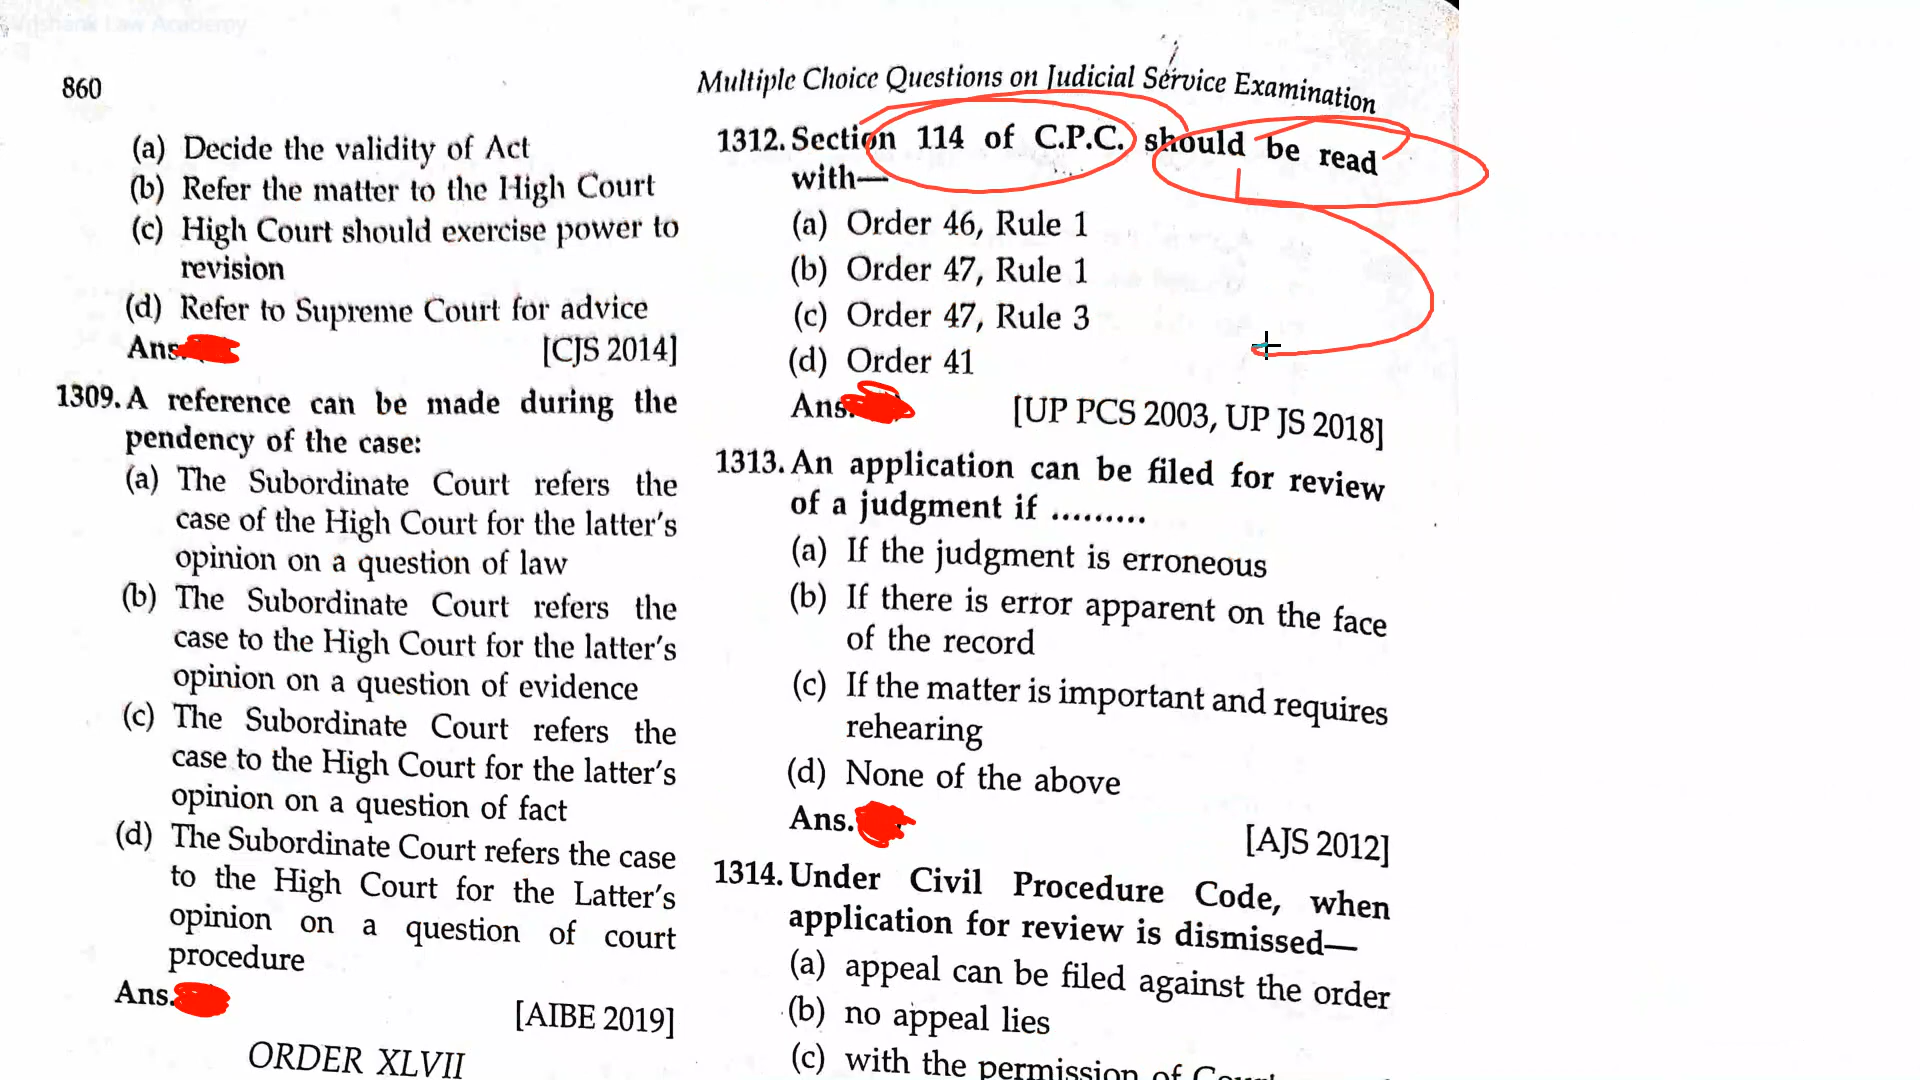 Vidshank Law Academy
860
Multiple Choice Questions on Judicial Service Examination
(a) Decide the validity of Act
(b) Refer the matter to the High Court
(c) High Court should exercise power to
revision
(d) Refer to Supreme Court for advice
Ans. [CJS 2014]
1309. A reference can be made during the
pendency of the case:
(a) The Subordinate Court refers the
case of the High Court for the latter's
opinion on a question of law
(b) The Subordinate Court refers the
case to the High Court for the latter's
opinion on a question of evidence
(c) The Subordinate Court refers the
case to the High Court for the latter's
opinion on a question of fact
(d) The Subordinate Court refers the case
to the High Court for the Latter's
opinion on a question of court
procedure
Ans. [AIBE 2019]
ORDER XLVII
1312. Section 114 of C.P.C. should be read
with—
(a) Order 46, Rule 1
(b) Order 47, Rule 1
(c) Order 47, Rule 3
(d) Order 41
Ans. [UP PCS 2003, UP JS 2018]
1313. An application can be filed for review
of a judgment if .........
(a) If the judgment is erroneous
(b) If there is error apparent on the face
of the record
(c) If the matter is important and requires
rehearing
(d) None of the above
Ans. [AJS 2012]
1314. Under Civil Procedure Code, when
application for review is dismissed—
(a) appeal can be filed against the order
(b) no appeal lies
(c) with the permission of